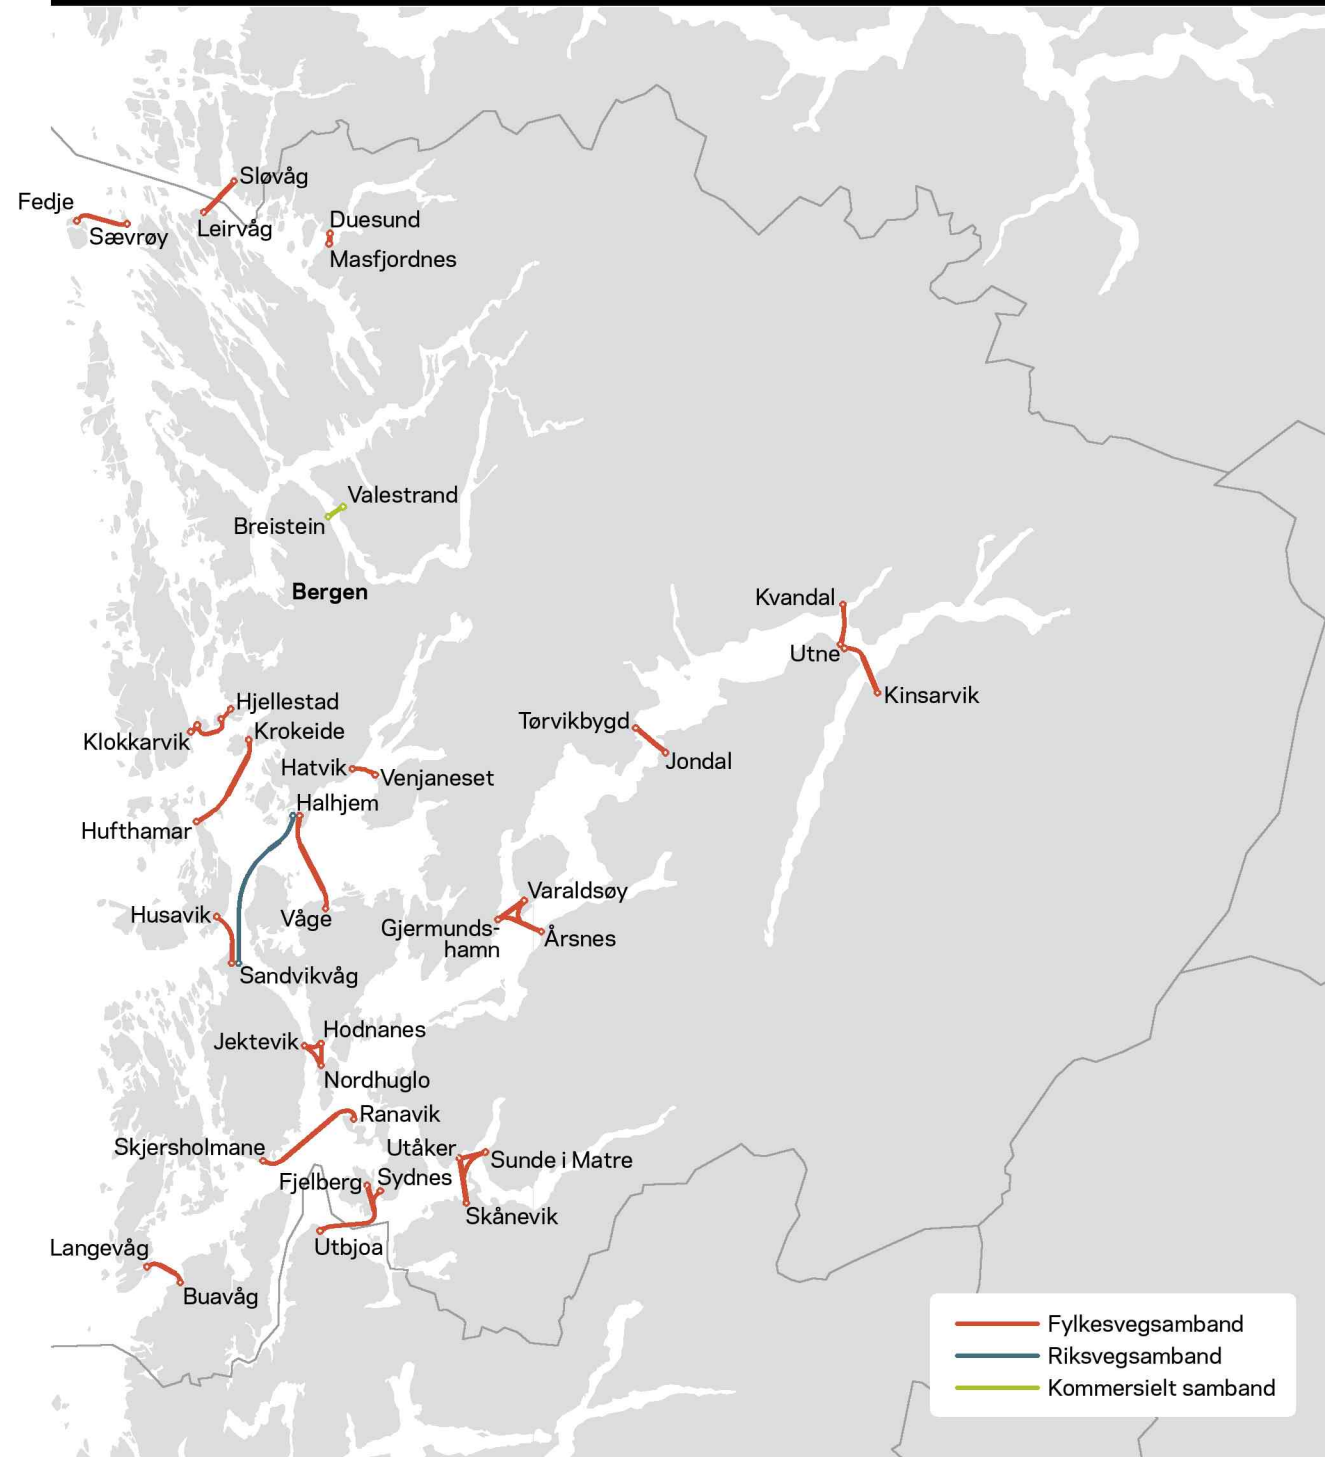 Sløvåg
Fedje
Leirvåg
Sævrøy
Duesund
Masfjordnes
Valestrand
Breistein
Bergen
Kvandal
Utne
Kinsarvik
Hjellestad
Klokkarvik
Krokeide
Tørvikbygd
Jondal
Hatvik
Venjaneset
Halhjem
Hufthamar
Varaldsøy
Husavik
Våge
Gjermunds-
hamn
Årsnes
Sandvikvåg
Hodnanes
Jektevik
Nordhuglo
Ranavik
Skjersholmane
Utåker
Sunde i Matre
Fjelberg
Sydnes
Skånevik
Utbjoa
Langevåg
Buavåg
Fylkesvegsamband
Riksvegsamband
Kommersielt samband